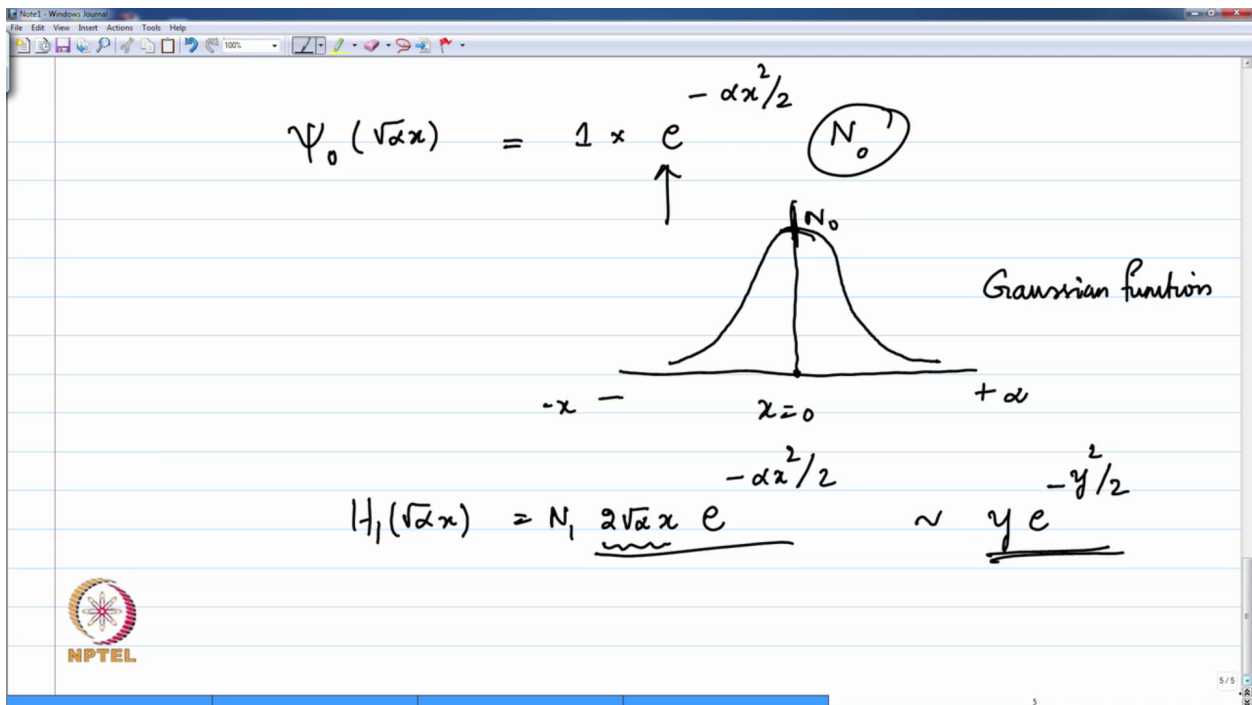 Note1 - Windows Journal
File Edit View Insert Actions Tools Help
100%
Ψ₀(√αx) = 1 × e^(-αx²/2) N₀
N₀
Gaussian function
-x - x=0 + α
H₁(√αx) = N₁ 2√αx e^(-αx²/2) ~ y e^(-y²/2)
NPTEL
5/5
5